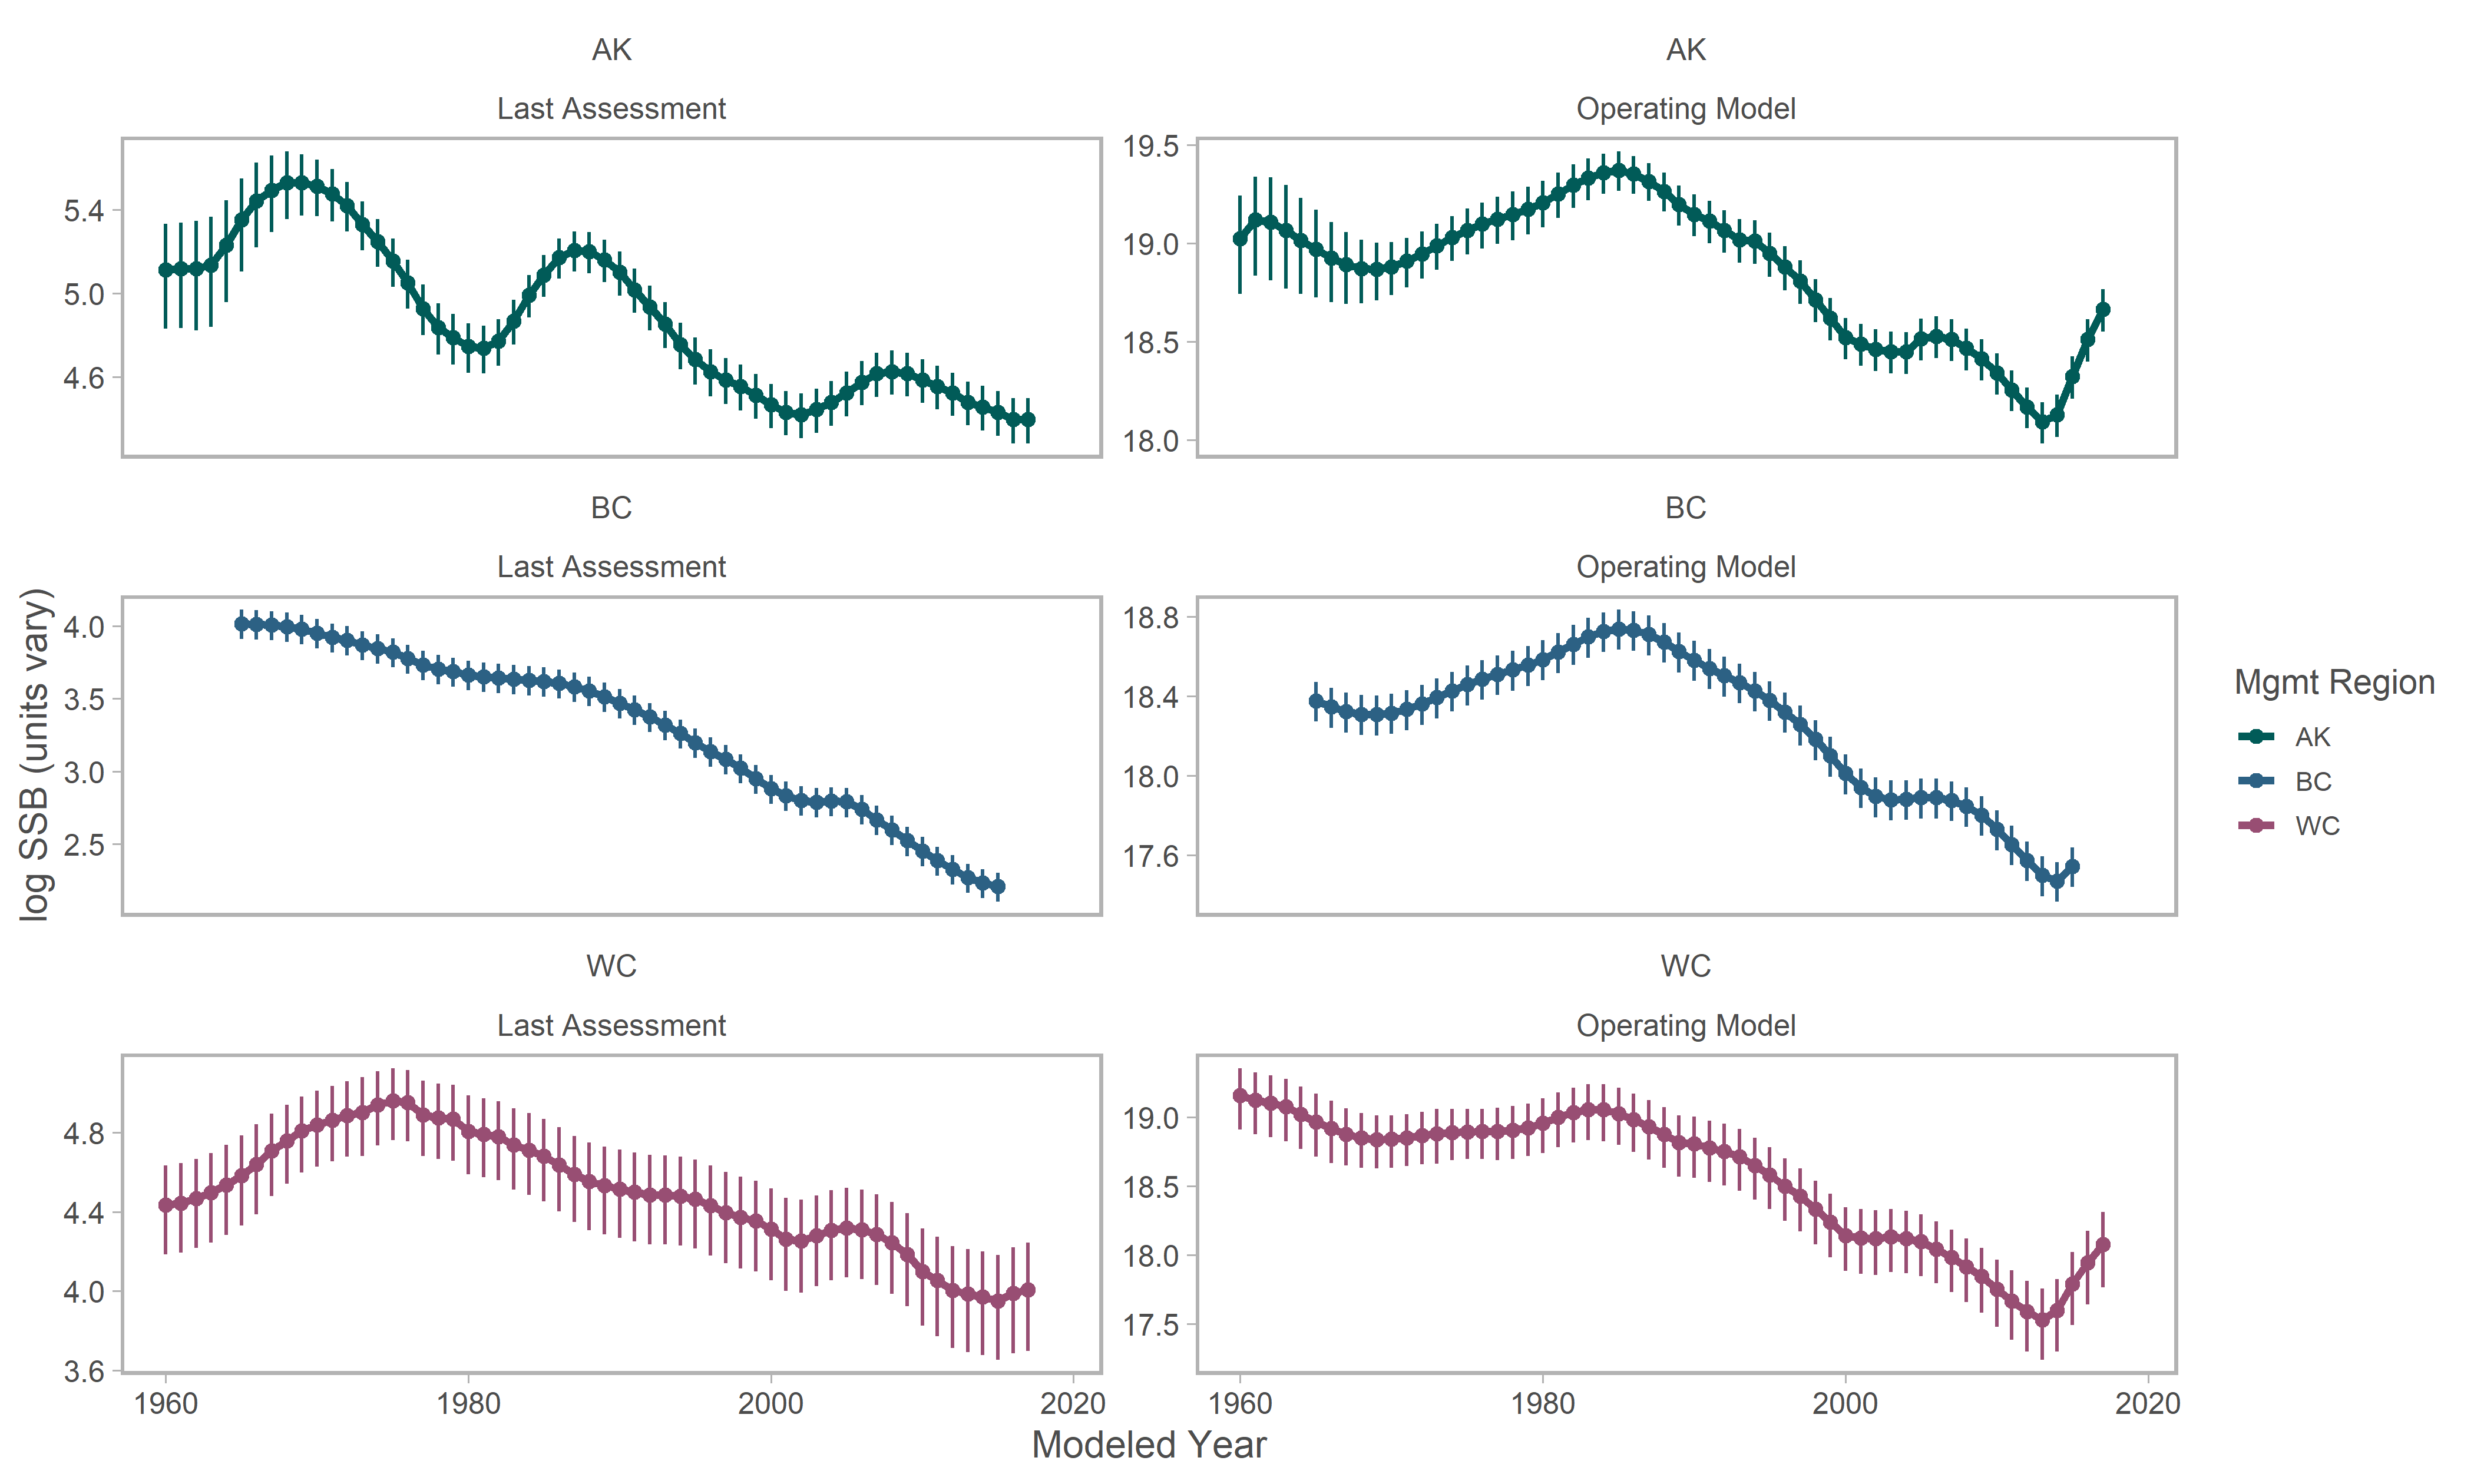 AK
Last Assessment
5.4
5.0
4.6
AK
Operating Model
19.5
19.0
18.5
18.0
BC
Last Assessment
4.0
3.5
3.0
2.5
BC
Operating Model
18.8
18.4
18.0
17.6
WC
Last Assessment
4.8
4.4
4.0
3.6
1960 1980 2000 2020
WC
Operating Model
19.0
18.5
18.0
17.5
1960 1980 2000 2020
log SSB (units vary)
Modeled Year
Mgmt Region
AK
BC
WC